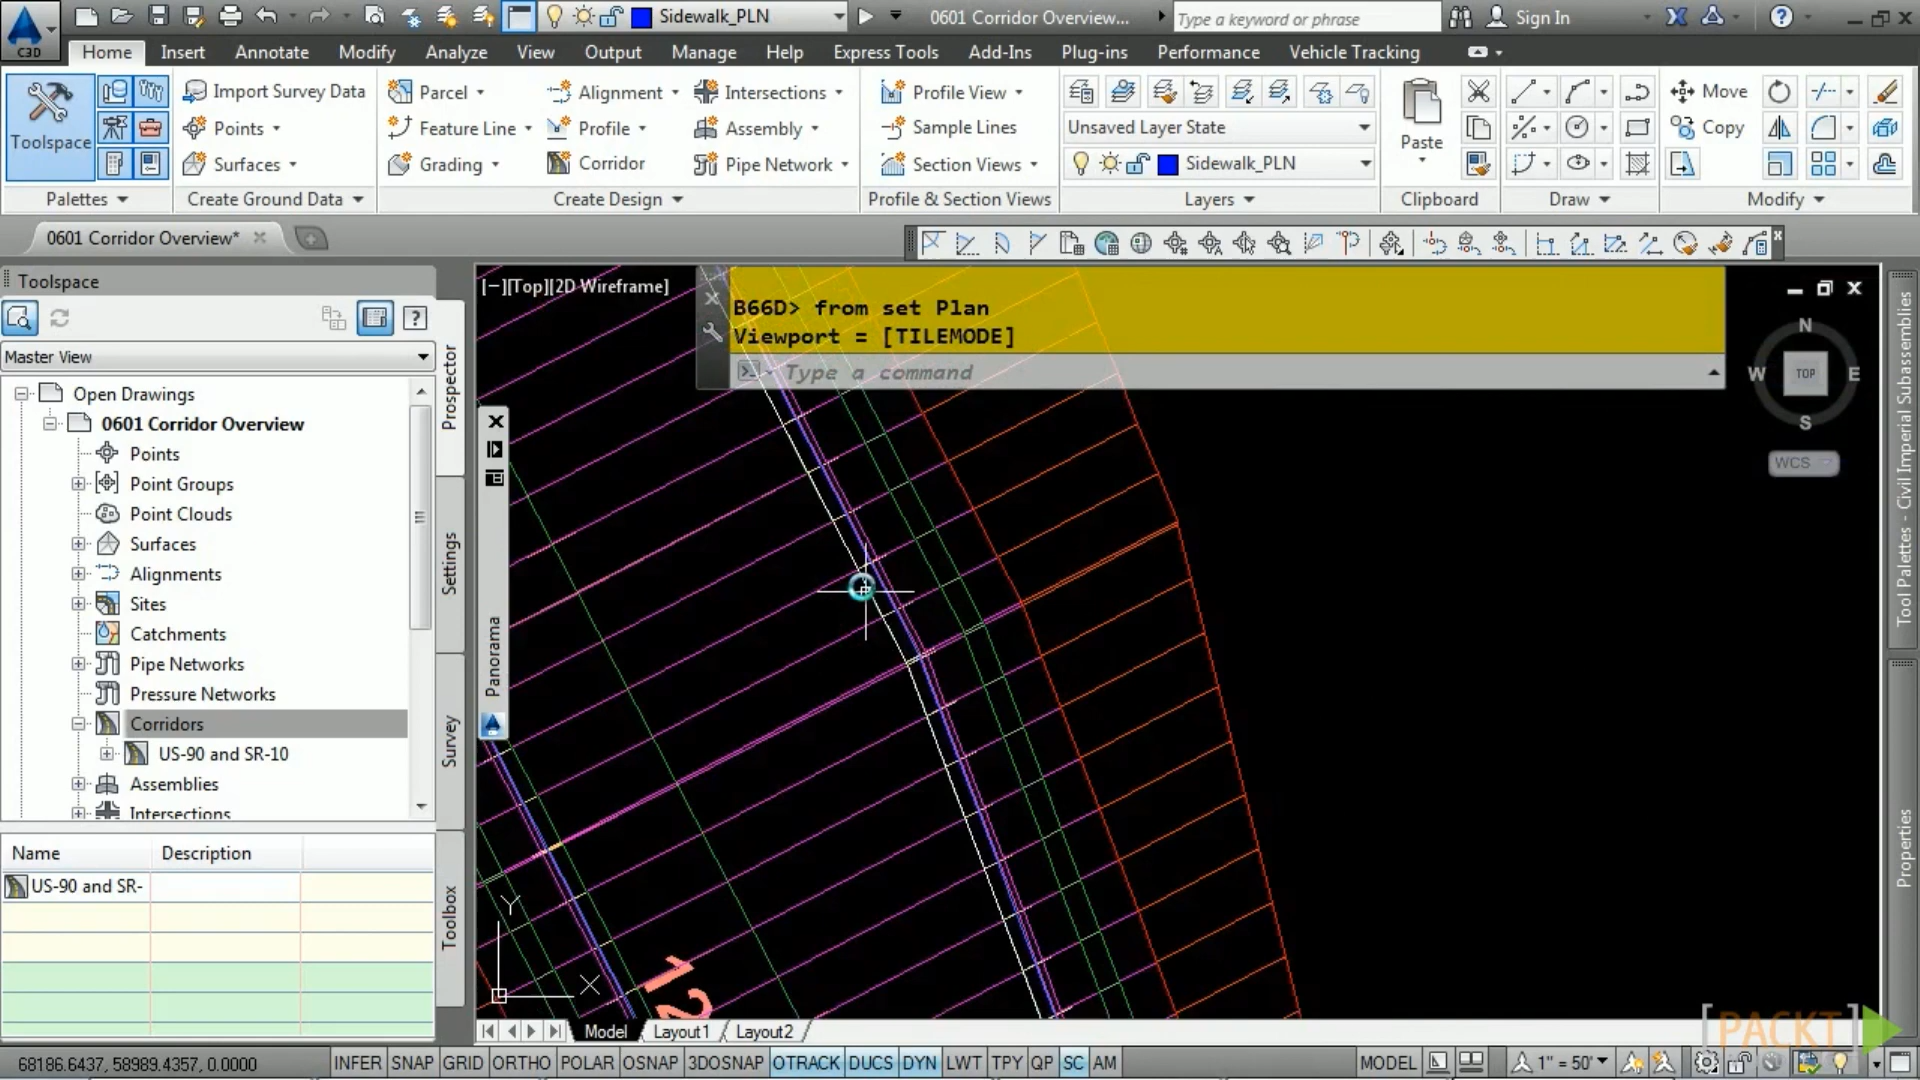 Sidewalk_PLN
0601 Corridor Overview...
Type a keyword or phrase
Sign In
C3D
Home
Insert
Annotate
Modify
Analyze
View
Output
Manage
Help
Express Tools
Add-Ins
Plug-ins
Performance
Vehicle Tracking
Toolspace
Import Survey Data
Points
Surfaces
Parcel
Feature Line
Grading
Alignment
Profile
Corridor
Intersections
Assembly
Pipe Network
Profile View
Sample Lines
Section Views
Unsaved Layer State
Sidewalk_PLN
Paste
Move
Copy
Palettes
Create Ground Data
Create Design
Profile & Section Views
Layers
Clipboard
Draw
Modify
0601 Corridor Overview*
Toolspace
Master View
Open Drawings
0601 Corridor Overview
Points
Point Groups
Point Clouds
Surfaces
Alignments
Sites
Catchments
Pipe Networks
Pressure Networks
Corridors
US-90 and SR-10
Assemblies
Intersections
Name Description
US-90 and SR-
Prospector
Settings
Survey
Toolbox
Panorama
[−][Top][2D Wireframe]
B66D> from set Plan
Viewport = [TILEMODE]
Type a command
N
W TOP E
S
WCS
Y
X
12
Tool Palettes - Civil Imperial Subassemblies
Properties
Model
Layout1
Layout2
[PACKT]
68186.6437, 58989.4357, 0.0000
INFER SNAP GRID ORTHO POLAR OSNAP 3DOSNAP OTRACK DUCS DYN LWT TPY QP SC AM
MODEL
1" = 50'